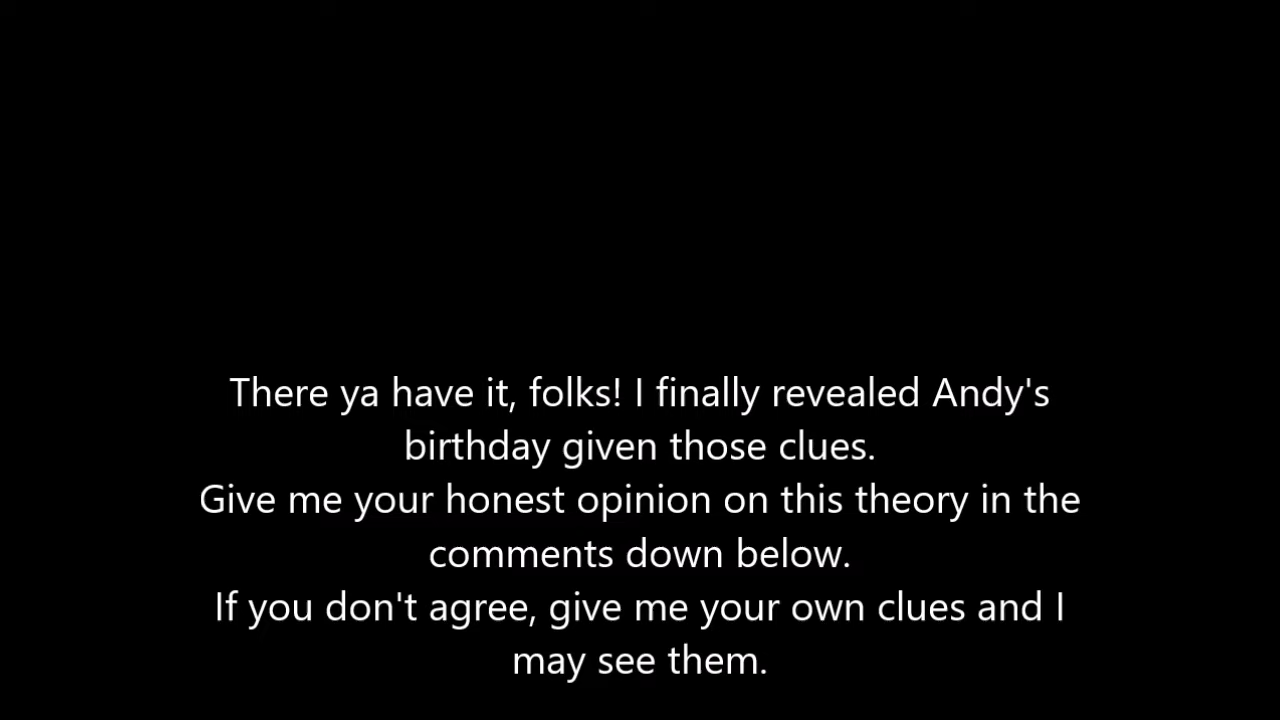 There ya have it, folks! I finally revealed Andy's
birthday given those clues.
Give me your honest opinion on this theory in the
comments down below.
If you don't agree, give me your own clues and I
may see them.